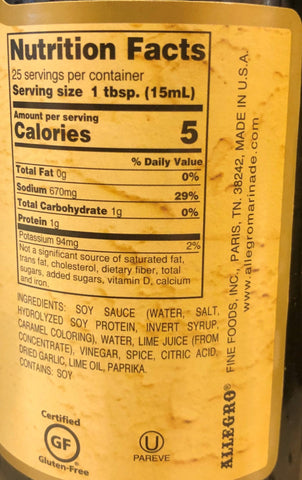 Nutrition Facts
25 servings per container
Serving size 1 tbsp. (15mL)
Amount per serving
Calories 5
% Daily Value
Total Fat 0g 0%
Sodium 670mg 29%
Total Carbohydrate 1g 0%
Protein 1g
Potassium 94mg 2%
Not a significant source of saturated fat,
trans fat, cholesterol, dietary fiber, total
sugars, added sugars, vitamin D, calcium
and iron.
INGREDIENTS: SOY SAUCE (WATER, SALT,
HYDROLYZED SOY PROTEIN, INVERT SYRUP,
CARAMEL COLORING), WATER, LIME JUICE (FROM
CONCENTRATE), VINEGAR, SPICE, CITRIC ACID,
DRIED GARLIC, LIME OIL, PAPRIKA.
CONTAINS: SOY
Certified
GF
Gluten-Free
U
PAREVE
ALLEGRO® FINE FOODS, INC., PARIS, TN, 38242, MADE IN U.S.A.
www.allegromarinade.com